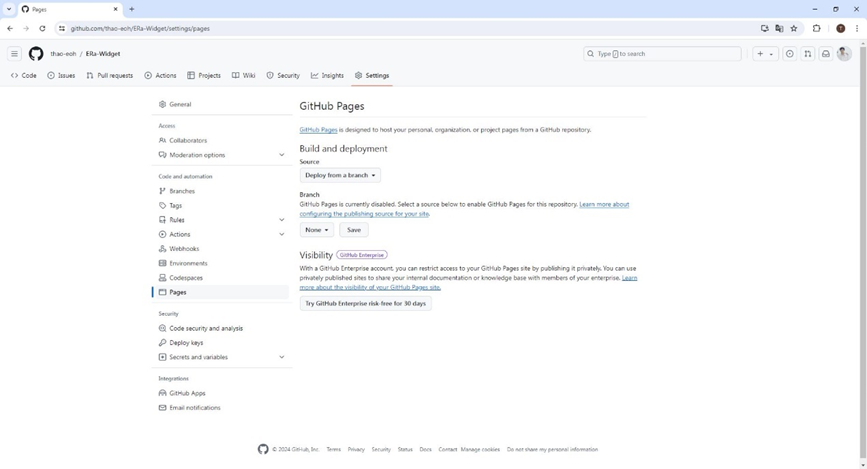 Pages
github.com/thao-eoh/ERa-Widget/settings/pages
T
thao-eoh / ERa-Widget
Type / to search
Code
Issues
Pull requests
Actions
Projects
Wiki
Security
Insights
Settings
General
Access
Collaborators
Moderation options
Code and automation
Branches
Tags
Rules
Actions
Webhooks
Environments
Codespaces
Pages
Security
Code security and analysis
Deploy keys
Secrets and variables
Integrations
GitHub Apps
Email notifications
GitHub Pages
GitHub Pages is designed to host your personal, organization, or project pages from a GitHub repository.
Build and deployment
Source
Deploy from a branch
Branch
GitHub Pages is currently disabled. Select a source below to enable GitHub Pages for this repository. Learn more about
configuring the publishing source for your site.
None
Save
Visibility GitHub Enterprise
With a GitHub Enterprise account, you can restrict access to your GitHub Pages site by publishing it privately. You can use
privately published sites to share your internal documentation or knowledge base with members of your enterprise. Learn
more about the visibility of your GitHub Pages site.
Try GitHub Enterprise risk-free for 30 days
© 2024 GitHub, Inc. Terms Privacy Security Status Docs Contact Manage cookies Do not share my personal information